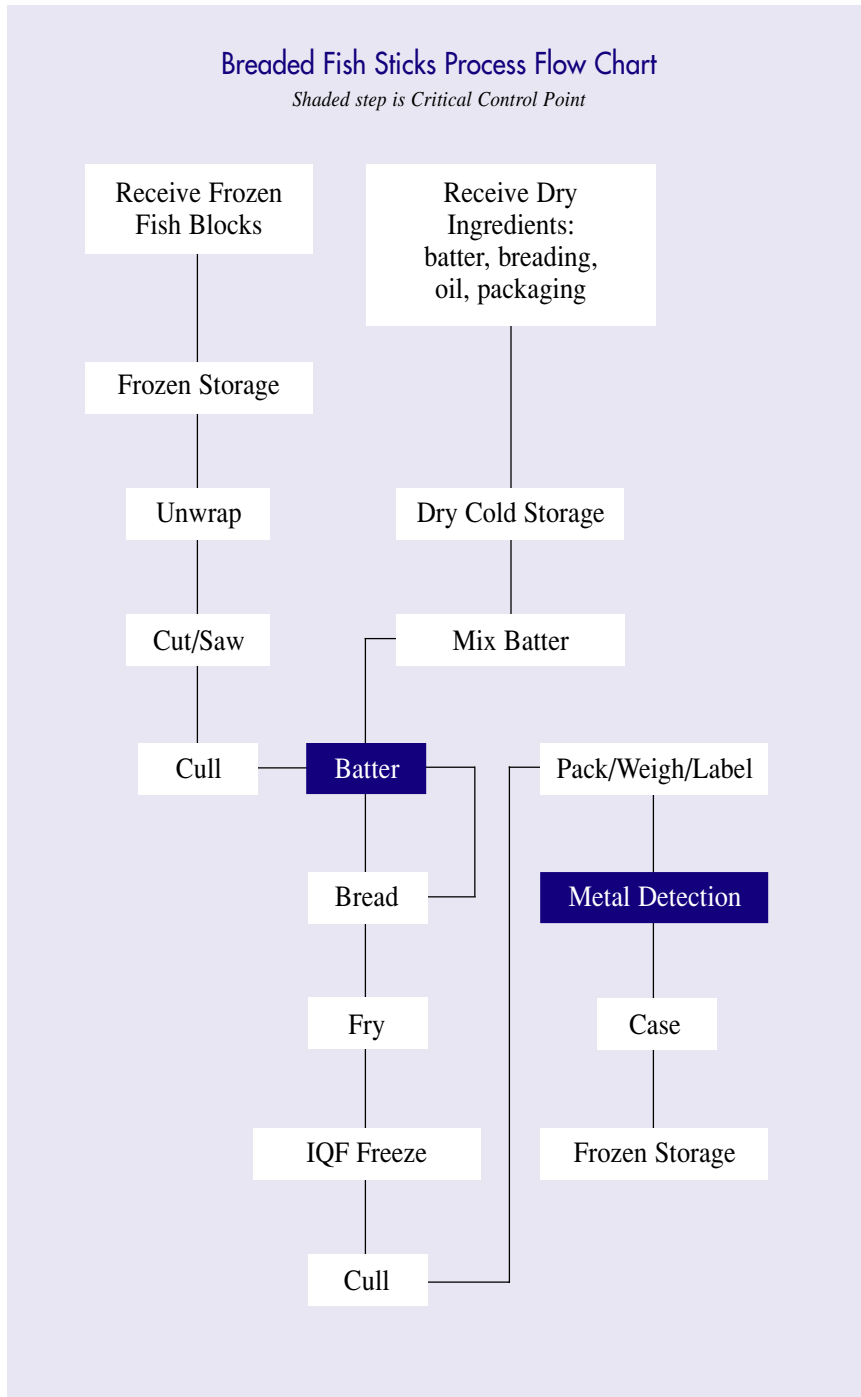 Breaded Fish Sticks Process Flow Chart
Shaded step is Critical Control Point
Receive Frozen
Fish Blocks
Receive Dry
Ingredients:
batter, breading,
oil, packaging
Frozen Storage
Unwrap
Dry Cold Storage
Cut/Saw
Mix Batter
Cull
Batter
Pack/Weigh/Label
Bread
Metal Detection
Fry
Case
IQF Freeze
Frozen Storage
Cull